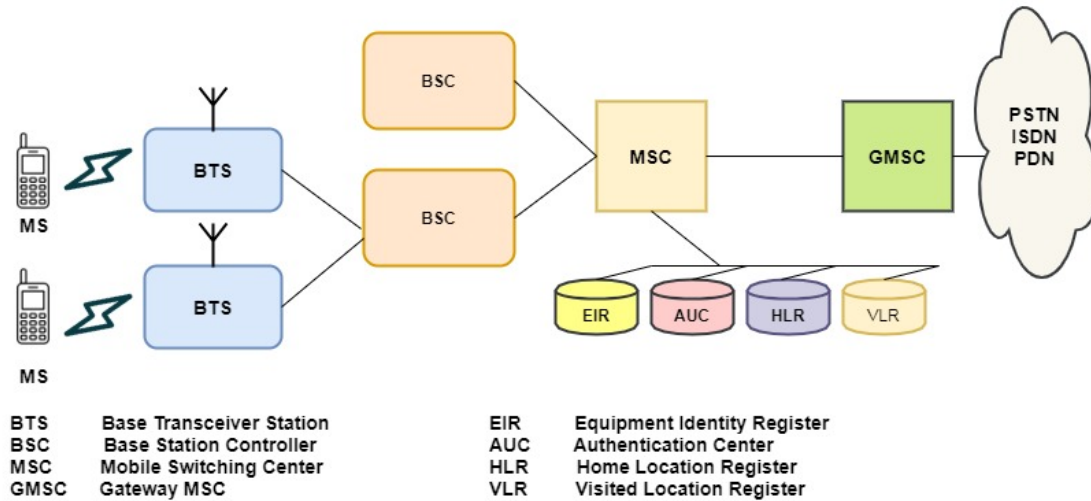 BSC
PSTN
ISDN
PDN
MSC
GMSC
BTS
MS
BSC
BTS
MS
EIR
AUC
HLR
VLR
BTS Base Transceiver Station
BSC Base Station Controller
MSC Mobile Switching Center
GMSC Gateway MSC
EIR Equipment Identity Register
AUC Authentication Center
HLR Home Location Register
VLR Visited Location Register